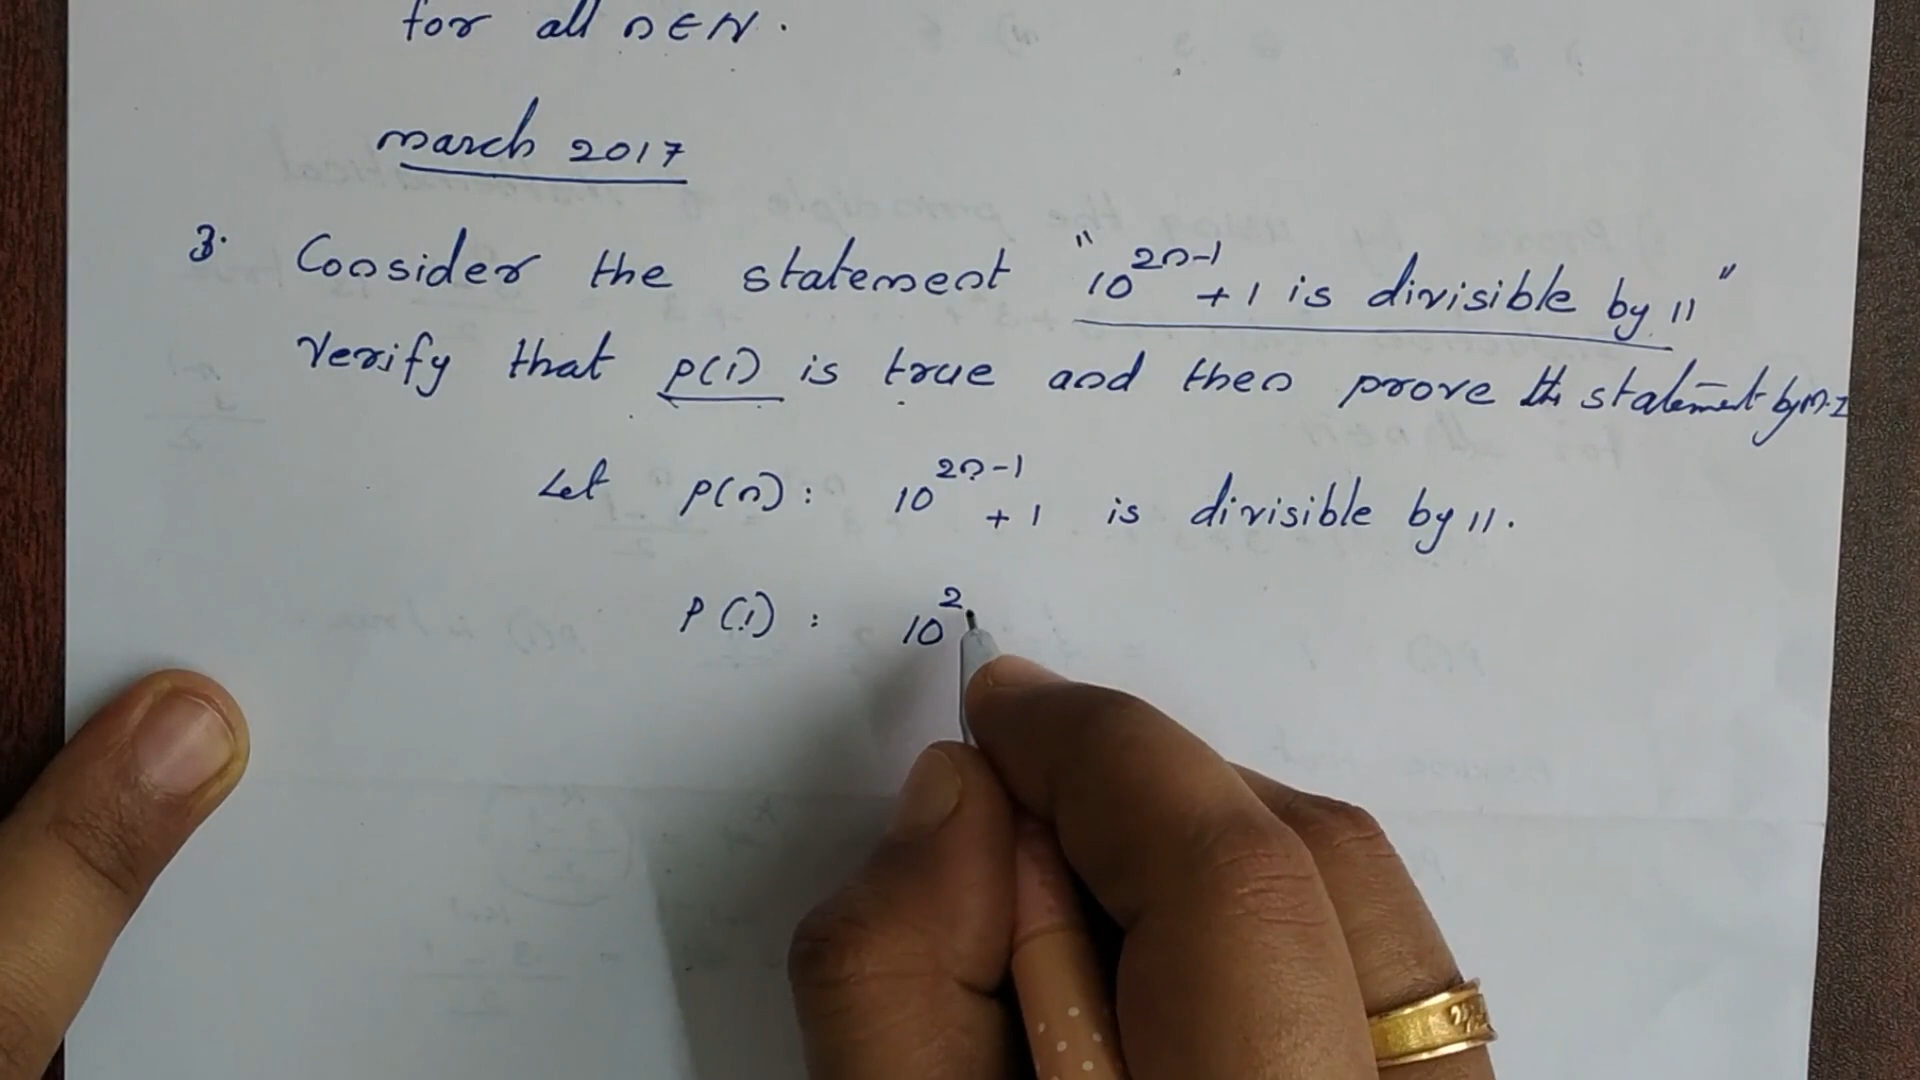 for all n ∈ N.
March 2017
3. Consider the statement "10^{2n-1} + 1 is divisible by 11"
Verify that P(1) is true and then prove the statement by M.I
Let P(n) : 10^{2n-1} + 1 is divisible by 11.
P(1) : 10^2